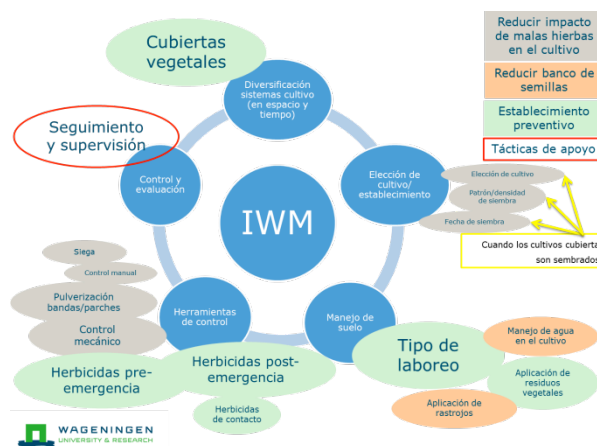 Cubiertas
vegetales
Reducir impacto
de malas hierbas
en el cultivo
Reducir banco de
semillas
Establecimiento
preventivo
Tácticas de apoyo
Diversificación
sistemas cultivo
(en espacio y
tiempo)
Seguimiento
y supervisión
Control y
evaluación
Elección de
cultivo/
establecimiento
Elección de cultivo
Patrón/densidad
de siembra
Fecha de siembra
Cuando los cultivos cubierta
son sembrados
IWM
Siega
Control manual
Pulverización
bandas/parches
Control
mecánico
Herramientas
de control
Manejo de
suelo
Herbicidas pre-
emergencia
Herbicidas post-
emergencia
Herbicidas
de contacto
Tipo de
laboreo
Manejo de agua
en el cultivo
Aplicación de
residuos
vegetales
Aplicación de
rastrojos
WAGENINGEN
UNIVERSITY & RESEARCH